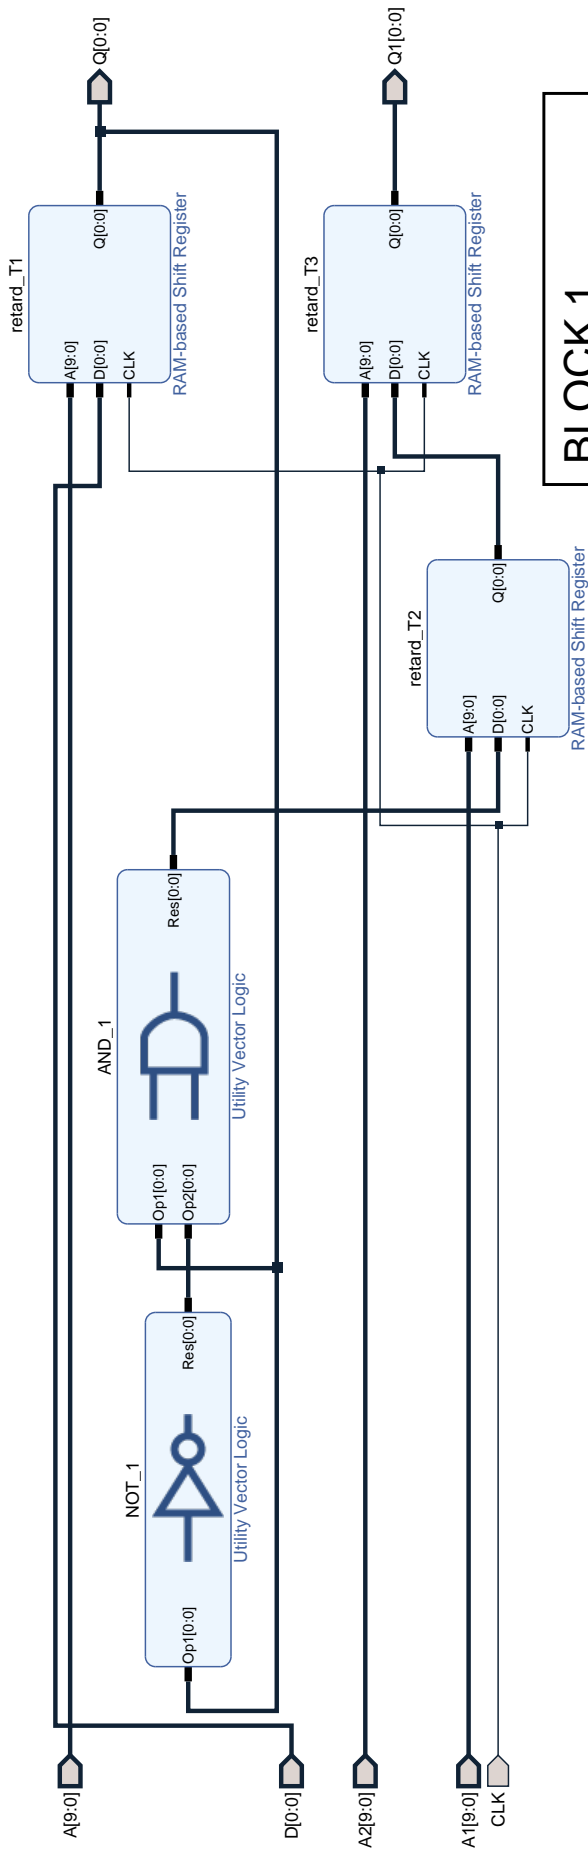 A[9:0]
D[0:0]
A2[9:0]
A1[9:0]
CLK
NOT_1
Op1[0:0]
Res[0:0]
Utility Vector Logic
AND_1
Op1[0:0]
Op2[0:0]
Res[0:0]
Utility Vector Logic
retard_T2
A[9:0]
D[0:0]
CLK
Q[0:0]
RAM-based Shift Register
retard_T1
A[9:0]
D[0:0]
CLK
Q[0:0]
RAM-based Shift Register
retard_T3
A[9:0]
D[0:0]
CLK
Q[0:0]
RAM-based Shift Register
Q[0:0]
Q1[0:0]
BLOCK 1